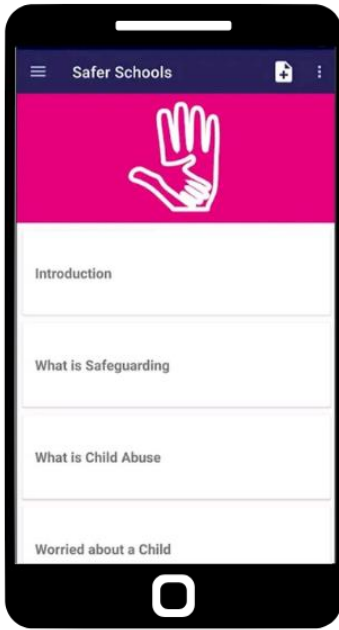 Safer Schools
Introduction
What is Safeguarding
What is Child Abuse
Worried about a Child